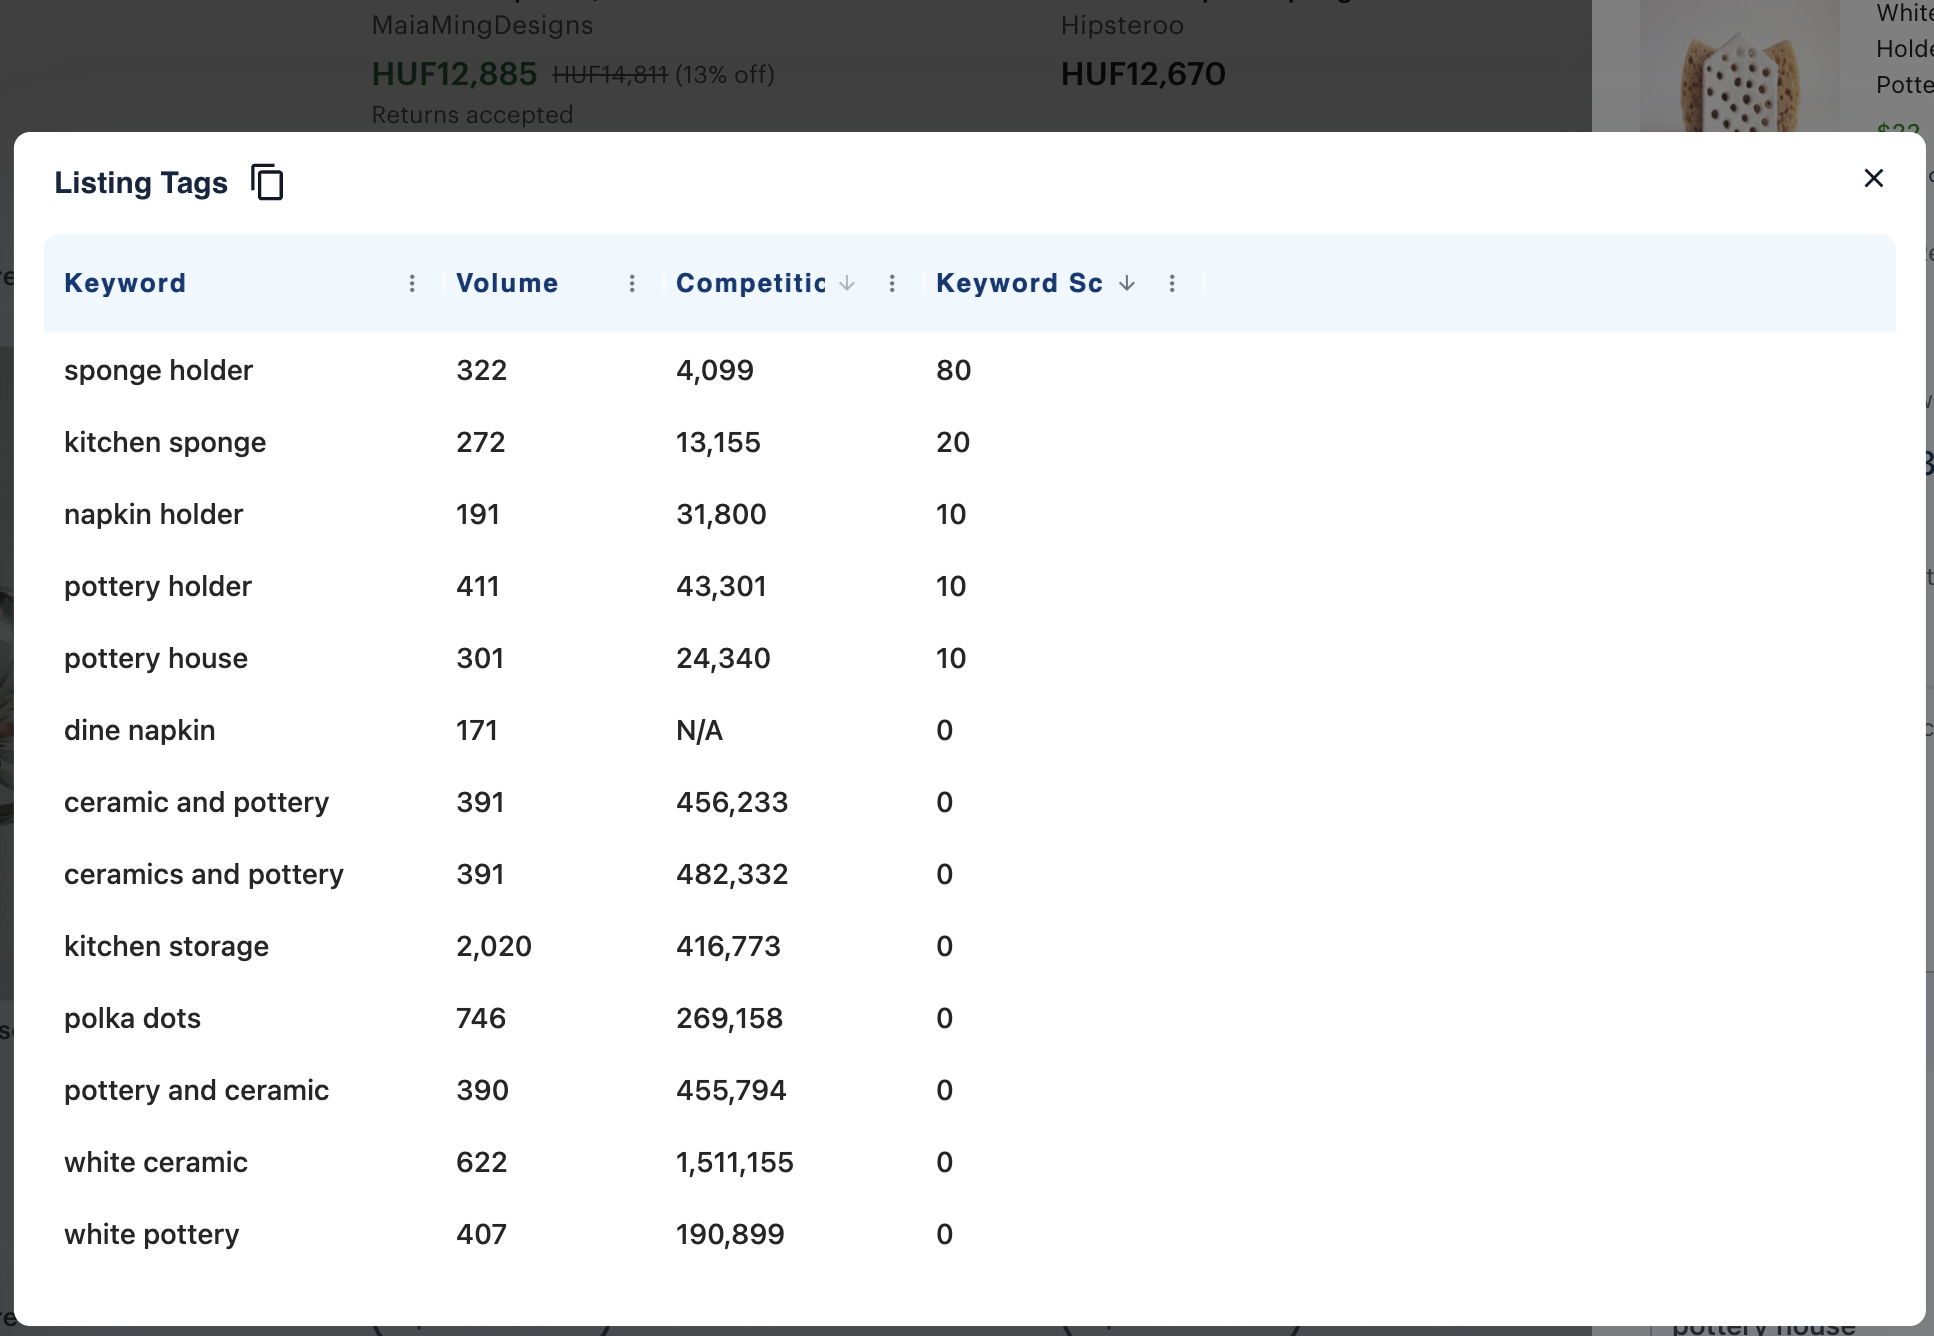 MaiaMingDesigns
HUF12,885 HUF14,811 (13% off)
Returns accepted
Hipsteroo
HUF12,670
White
Potte
$22
Listing Tags
Keyword Volume Competitic Keyword Sc
sponge holder 322 4,099 80
kitchen sponge 272 13,155 20
napkin holder 191 31,800 10
pottery holder 411 43,301 10
pottery house 301 24,340 10
dine napkin 171 N/A 0
ceramic and pottery 391 456,233 0
ceramics and pottery 391 482,332 0
kitchen storage 2,020 416,773 0
polka dots 746 269,158 0
pottery and ceramic 390 455,794 0
white ceramic 622 1,511,155 0
white pottery 407 190,899 0
pottery house